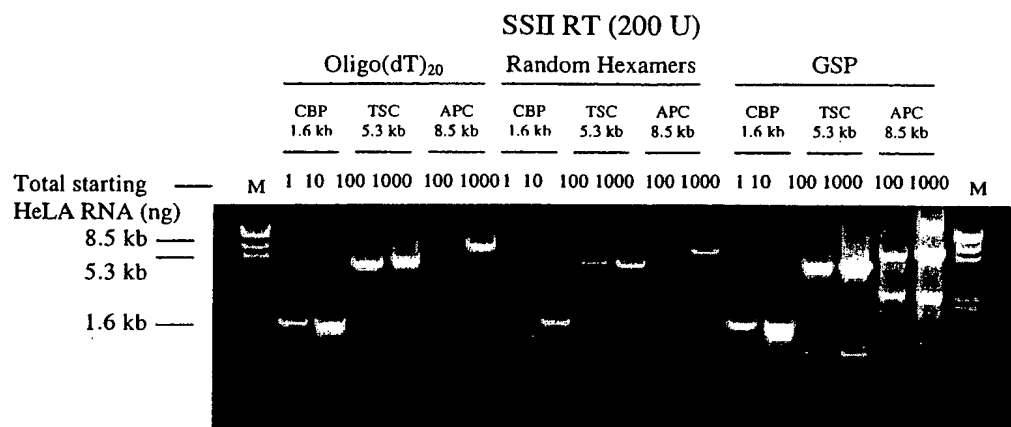 SSII RT (200 U)
Oligo(dT)20 Random Hexamers GSP
CBP TSC APC CBP TSC APC CBP TSC APC
1.6 kb 5.3 kb 8.5 kb 1.6 kb 5.3 kb 8.5 kb 1.6 kb 5.3 kb 8.5 kb
Total starting M 1 10 100 1000 100 1000 1 10 100 1000 100 1000 1 10 100 1000 100 1000 M
HeLA RNA (ng)
8.5 kb
5.3 kb
1.6 kb